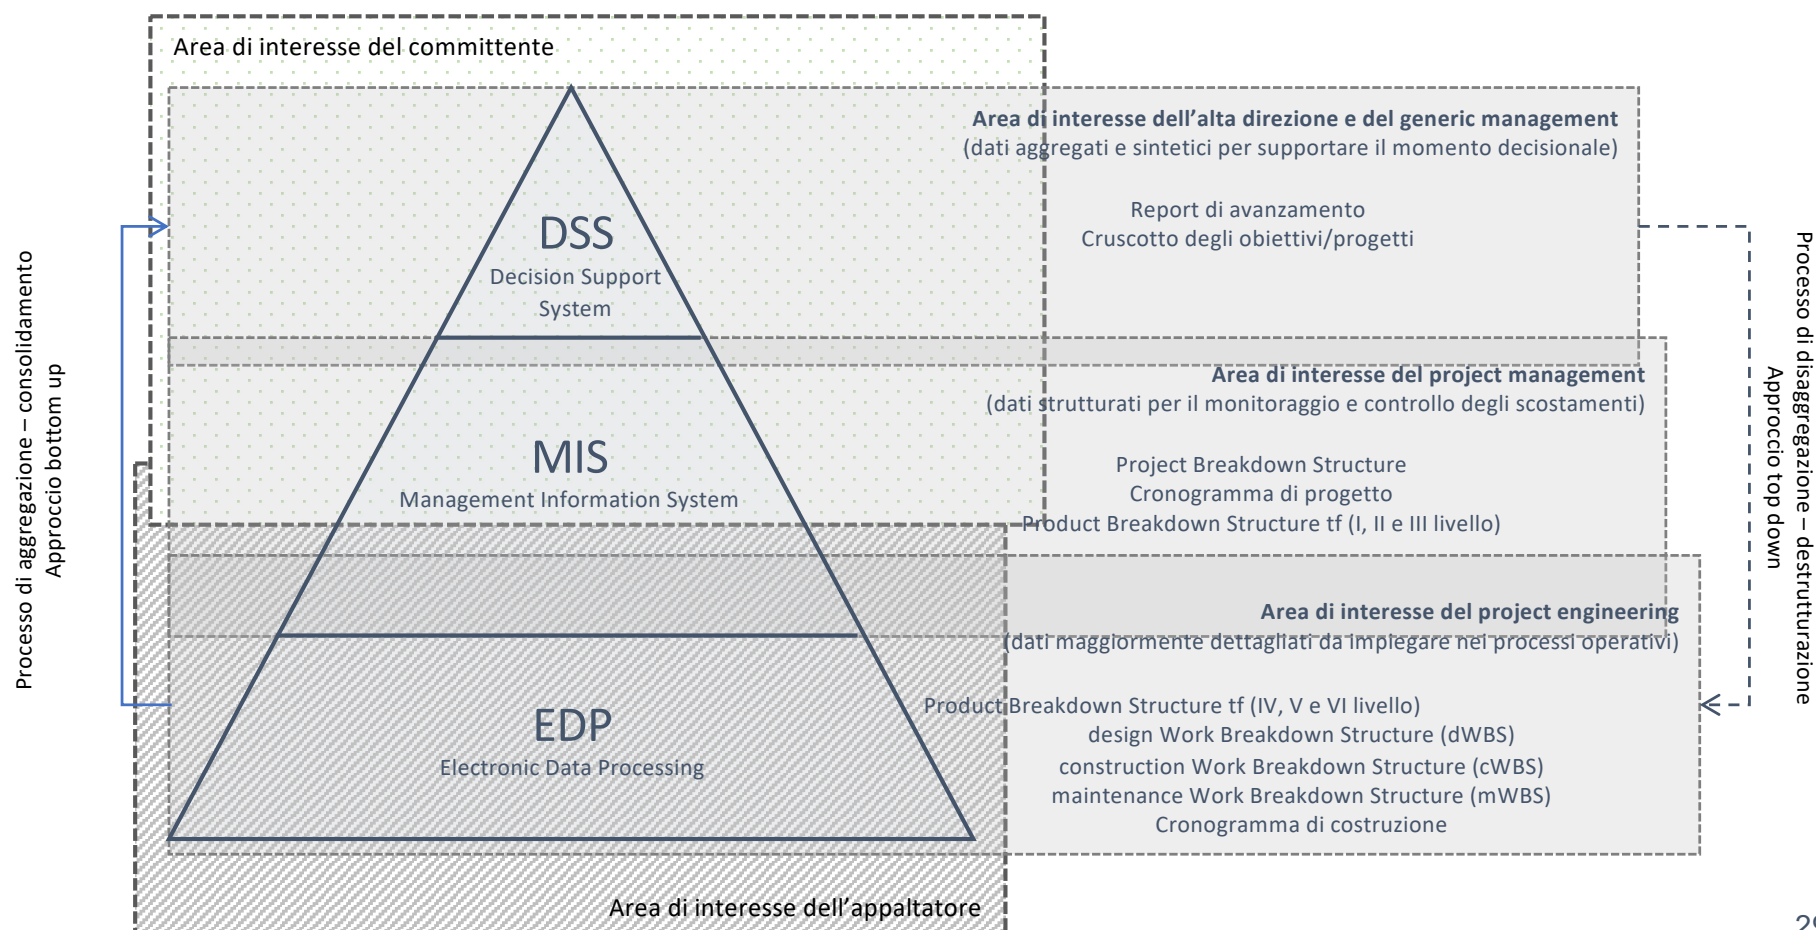 Area di interesse del committente
Area di interesse dell'alta direzione e del generic management
(dati aggregati e sintetici per supportare il momento decisionale)
Report di avanzamento
Cruscotto degli obiettivi/progetti
DSS
Decision Support
System
Area di interesse del project management
(dati strutturati per il monitoraggio e controllo degli scostamenti)
Project Breakdown Structure
Cronogramma di progetto
Product Breakdown Structure tf (I, II e III livello)
MIS
Management Information System
Area di interesse del project engineering
(dati maggiormente dettagliati da impiegare nei processi operativi)
Product Breakdown Structure tf (IV, V e VI livello)
design Work Breakdown Structure (dWBS)
construction Work Breakdown Structure (cWBS)
maintenance Work Breakdown Structure (mWBS)
Cronogramma di costruzione
EDP
Electronic Data Processing
Area di interesse dell'appaltatore
Processo di aggregazione – consolidamento
Approccio bottom up
Processo di disaggregazione – destrutturazione
Approccio top down
29